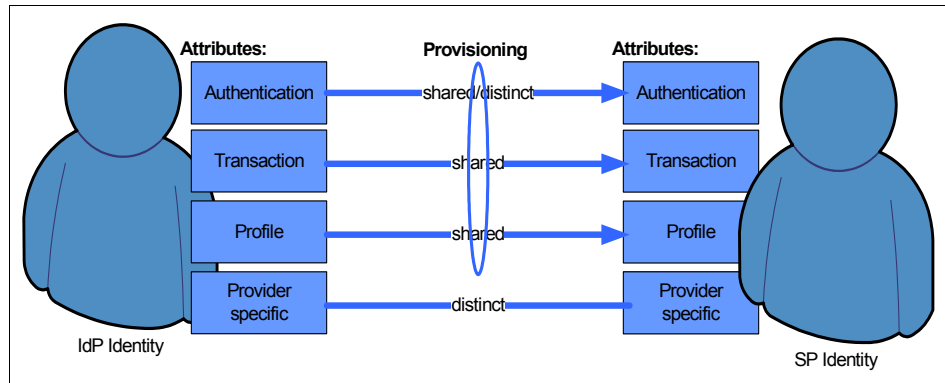 Attributes: Provisioning Attributes:
Authentication shared/distinct Authentication
Transaction shared Transaction
Profile shared Profile
Provider
specific
distinct
Provider
specific
IdP Identity
SP Identity